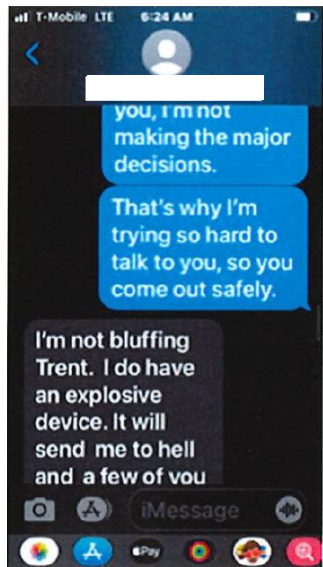 T-Mobile LTE 6:24 AM
you, I'm not
making the major
decisions.
That's why I'm
trying so hard to
talk to you, so you
come out safely.
I'm not bluffing
Trent. I do have
an explosive
device. It will
send me to hell
and a few of you
iMessage
Pay